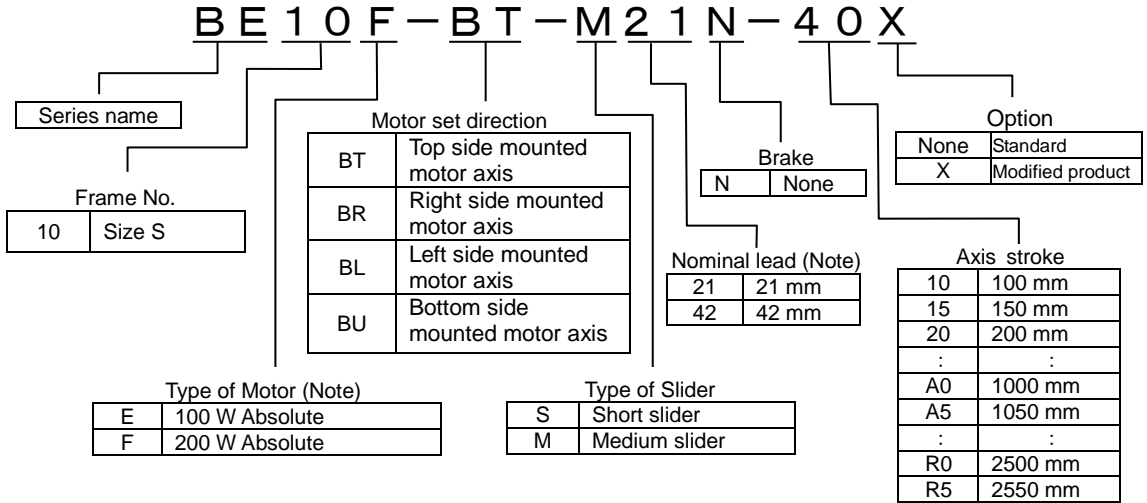 BE10F-BT-M21N-40X
Series name
Frame No.
10 Size S
Motor set direction
BT Top side mounted
motor axis
BR Right side mounted
motor axis
BL Left side mounted
motor axis
BU Bottom side
mounted motor axis
Type of Motor (Note)
E 100 W Absolute
F 200 W Absolute
Type of Slider
S Short slider
M Medium slider
Brake
N None
Nominal lead (Note)
21 21 mm
42 42 mm
Option
None Standard
X Modified product
Axis stroke
10 100 mm
15 150 mm
20 200 mm
: :
A0 1000 mm
A5 1050 mm
: :
R0 2500 mm
R5 2550 mm